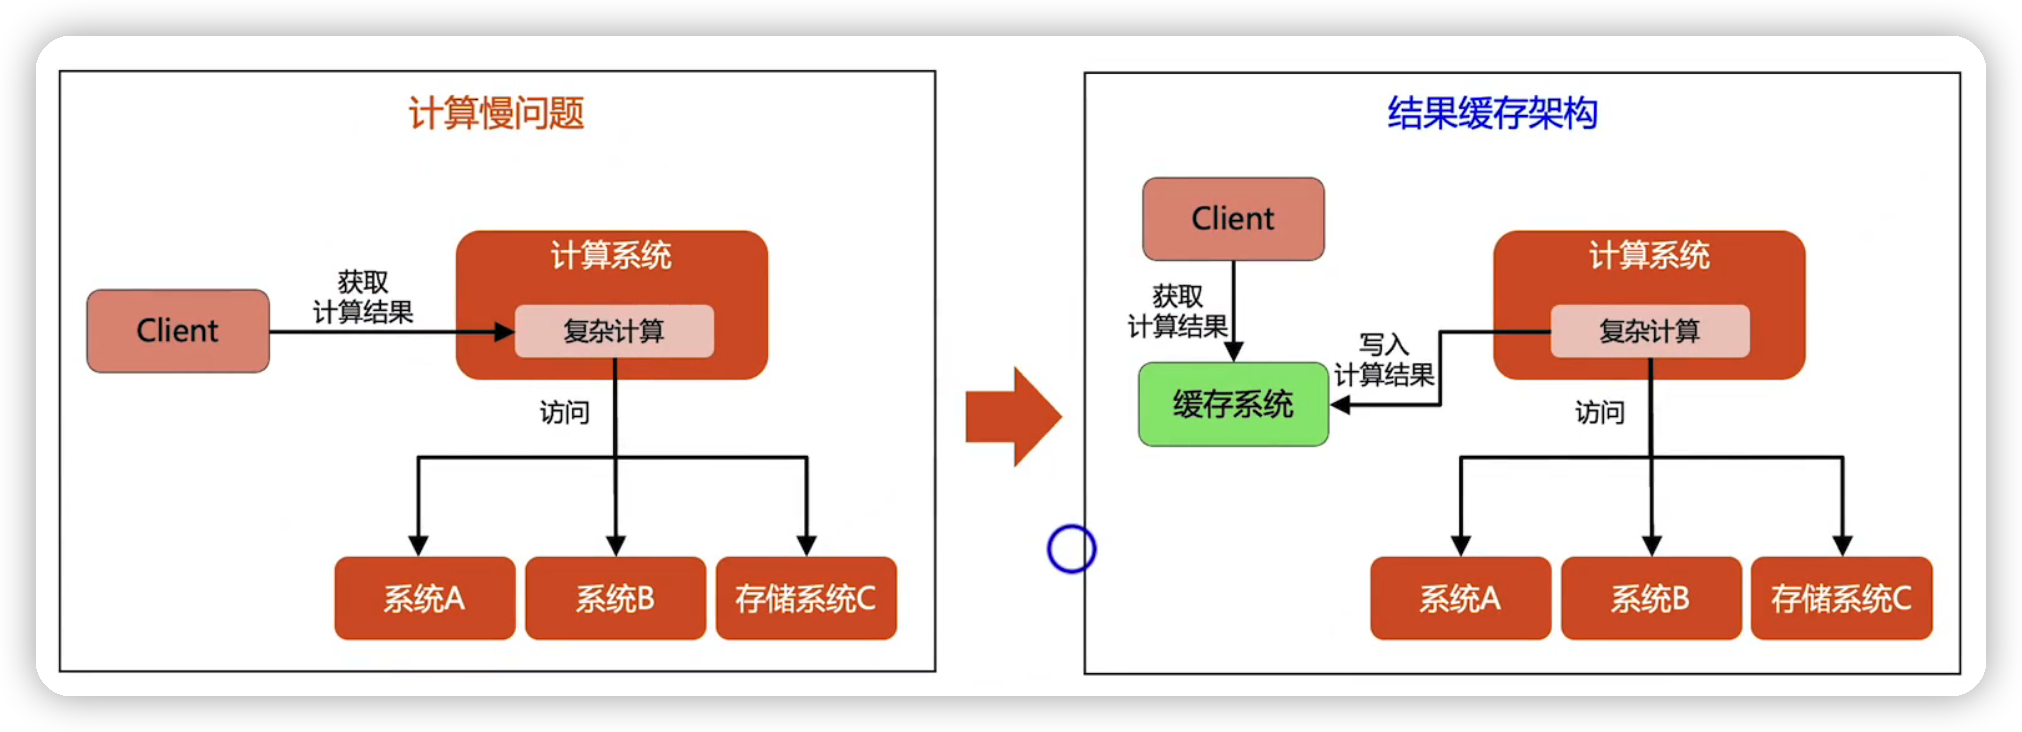 计算慢问题
计算系统
获取
计算结果
Client
复杂计算
访问
系统A
系统B
存储系统C
结果缓存架构
Client
计算系统
获取
计算结果
复杂计算
写入
计算结果
缓存系统
访问
系统A
系统B
存储系统C